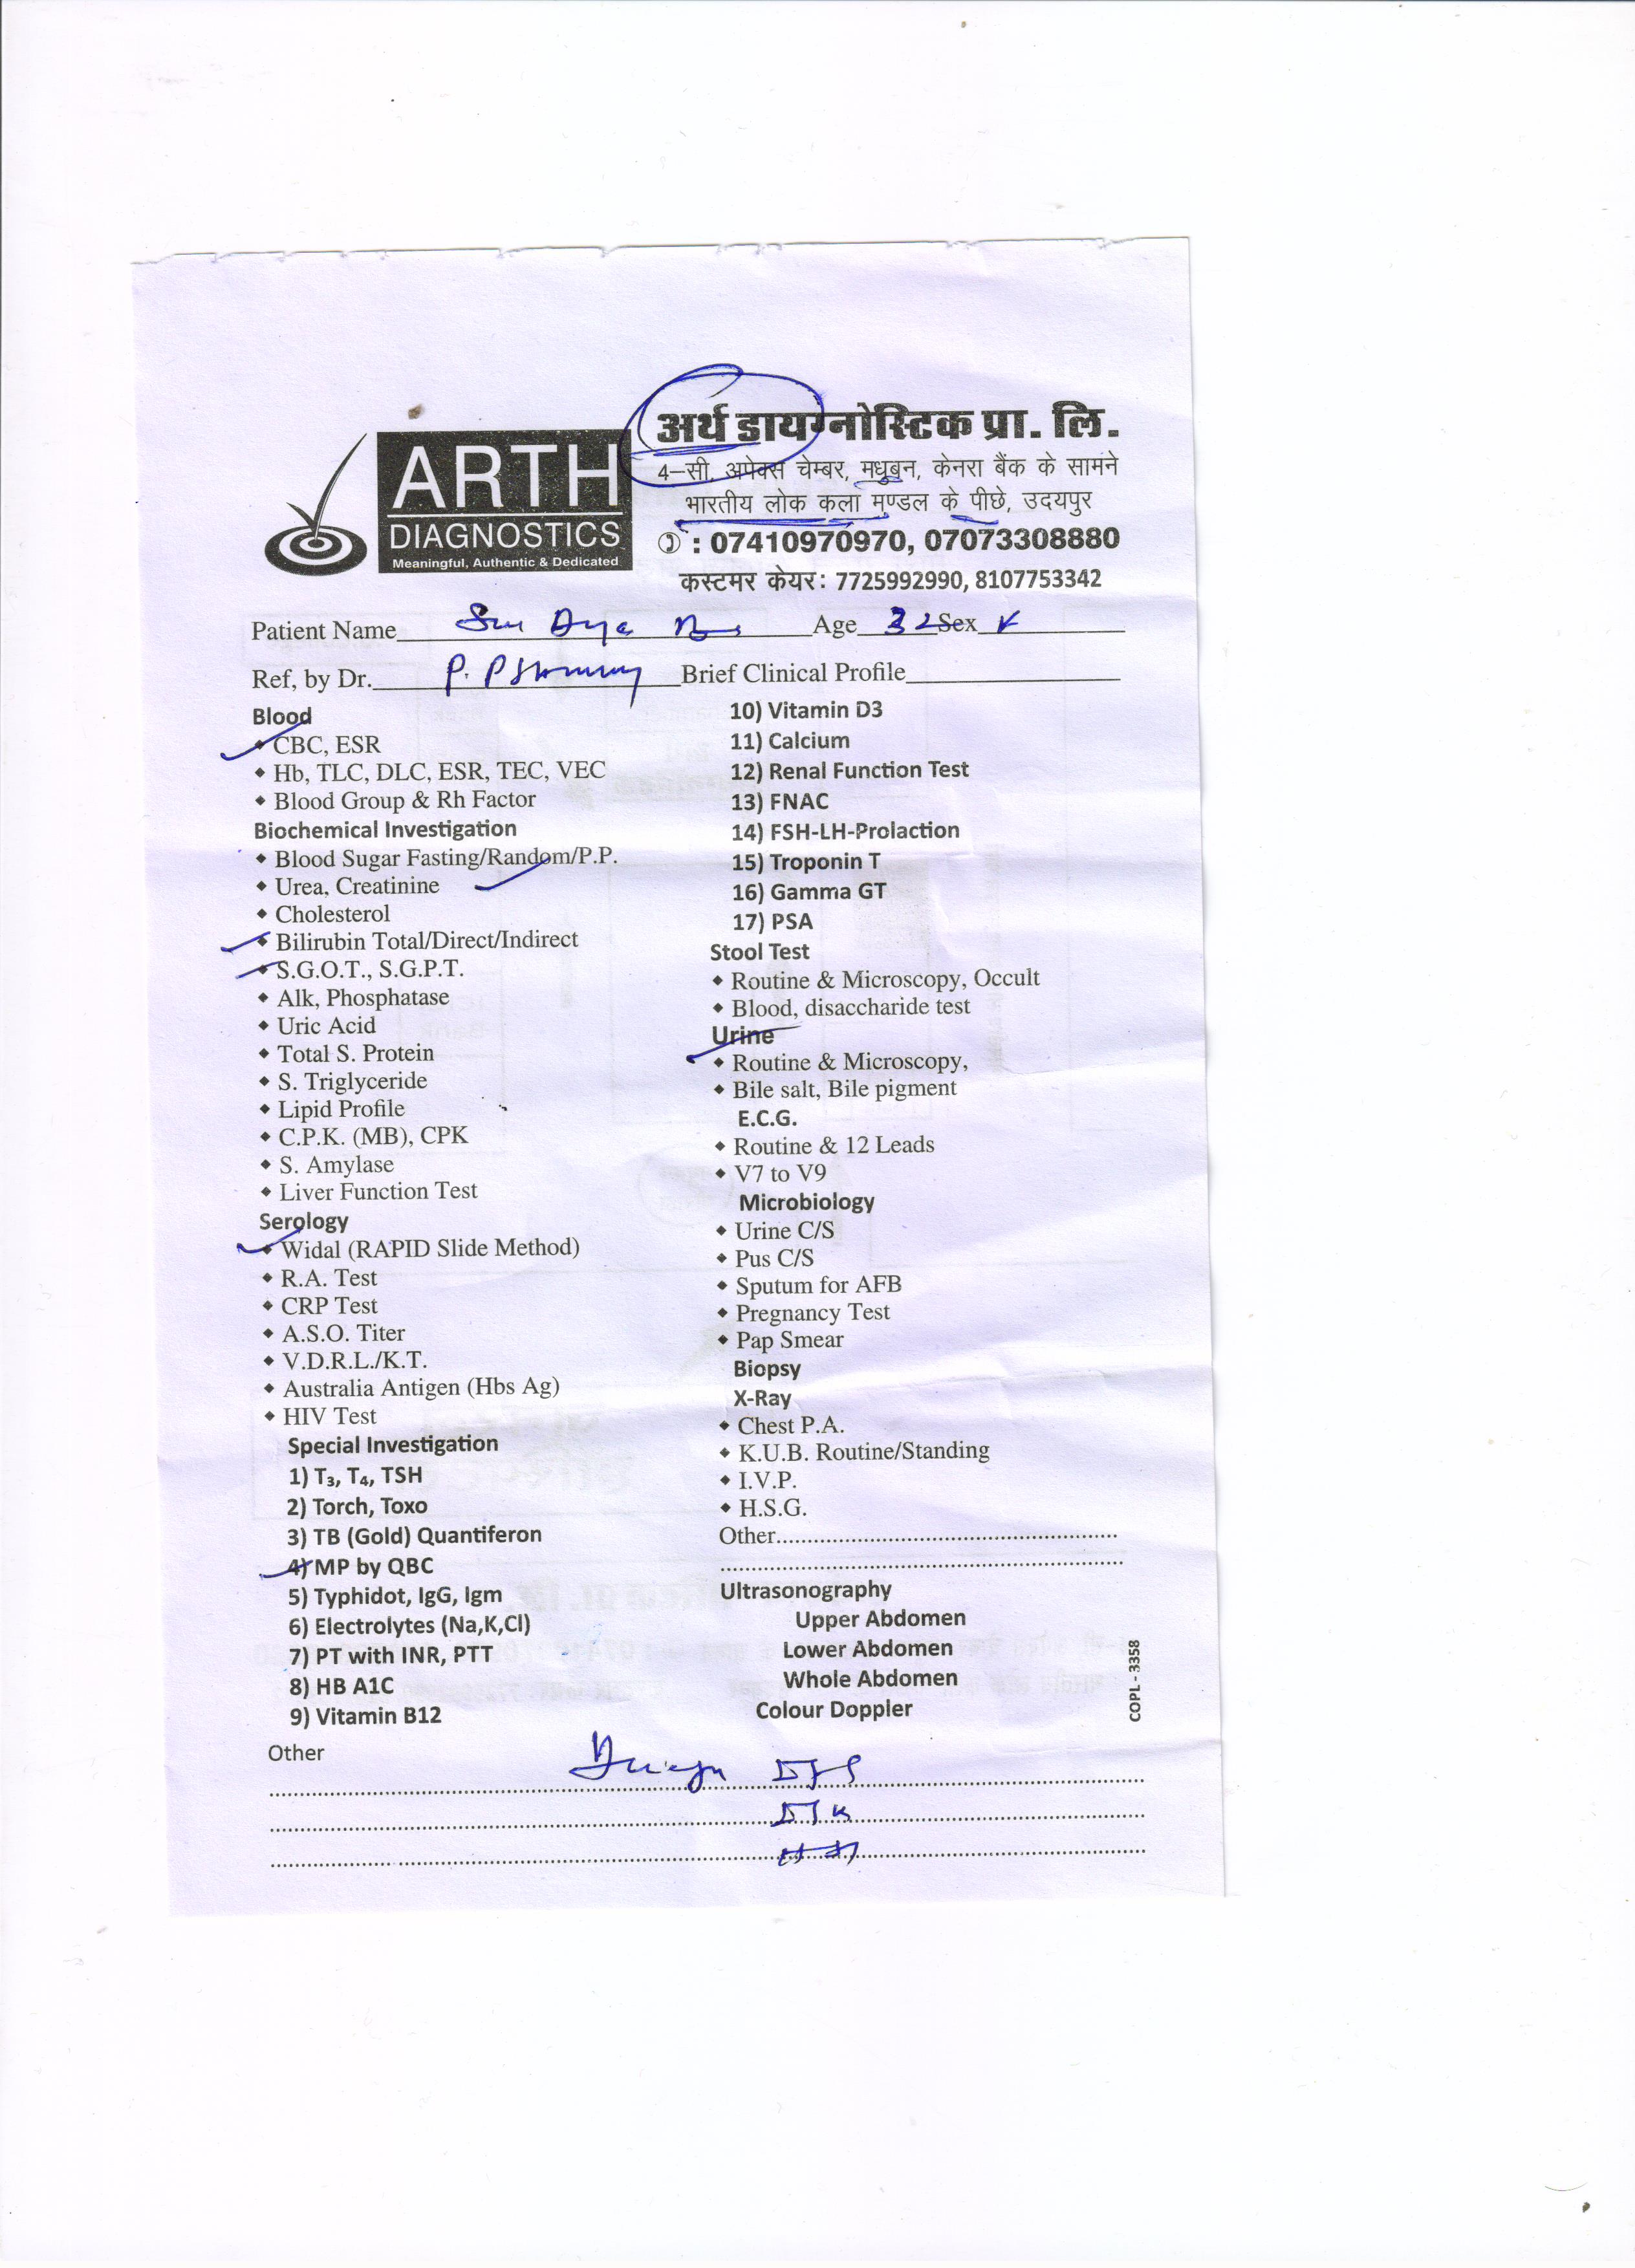 ARTH
DIAGNOSTICS
Meaningful, Authentic & Dedicated
अर्थ डायग्नोस्टिक प्रा. लि.
4–सी, अपेक्स चेम्बर, मधुबन, केनरा बैंक के सामने
भारतीय लोक कला मण्डल के पीछे, उदयपुर
: 07410970970, 07073308880
कस्टमर केयर: 7725992990, 8107753342
Patient Name Age 32 Sex
Ref, by Dr. P. P Brief Clinical Profile
Blood
CBC, ESR
Hb, TLC, DLC, ESR, TEC, VEC
Blood Group & Rh Factor
Biochemical Investigation
Blood Sugar Fasting/Random/P.P.
Urea, Creatinine
Cholesterol
Bilirubin Total/Direct/Indirect
S.G.O.T., S.G.P.T.
Alk, Phosphatase
Uric Acid
Total S. Protein
S. Triglyceride
Lipid Profile
C.P.K. (MB), CPK
S. Amylase
Liver Function Test
Serology
Widal (RAPID Slide Method)
R.A. Test
CRP Test
A.S.O. Titer
V.D.R.L./K.T.
Australia Antigen (Hbs Ag)
HIV Test
Special Investigation
1) T₃, T₄, TSH
2) Torch, Toxo
3) TB (Gold) Quantiferon
4) MP by QBC
5) Typhidot, IgG, Igm
6) Electrolytes (Na,K,Cl)
7) PT with INR, PTT
8) HB A1C
9) Vitamin B12
10) Vitamin D3
11) Calcium
12) Renal Function Test
13) FNAC
14) FSH-LH-Prolaction
15) Troponin T
16) Gamma GT
17) PSA
Stool Test
Routine & Microscopy, Occult
Blood, disaccharide test
Urine
Routine & Microscopy,
Bile salt, Bile pigment
E.C.G.
Routine & 12 Leads
V7 to V9
Microbiology
Urine C/S
Pus C/S
Sputum for AFB
Pregnancy Test
Pap Smear
Biopsy
X-Ray
Chest P.A.
K.U.B. Routine/Standing
I.V.P.
H.S.G.
Other
Ultrasonography
Upper Abdomen
Lower Abdomen
Whole Abdomen
Colour Doppler
COPL - 3358
Other